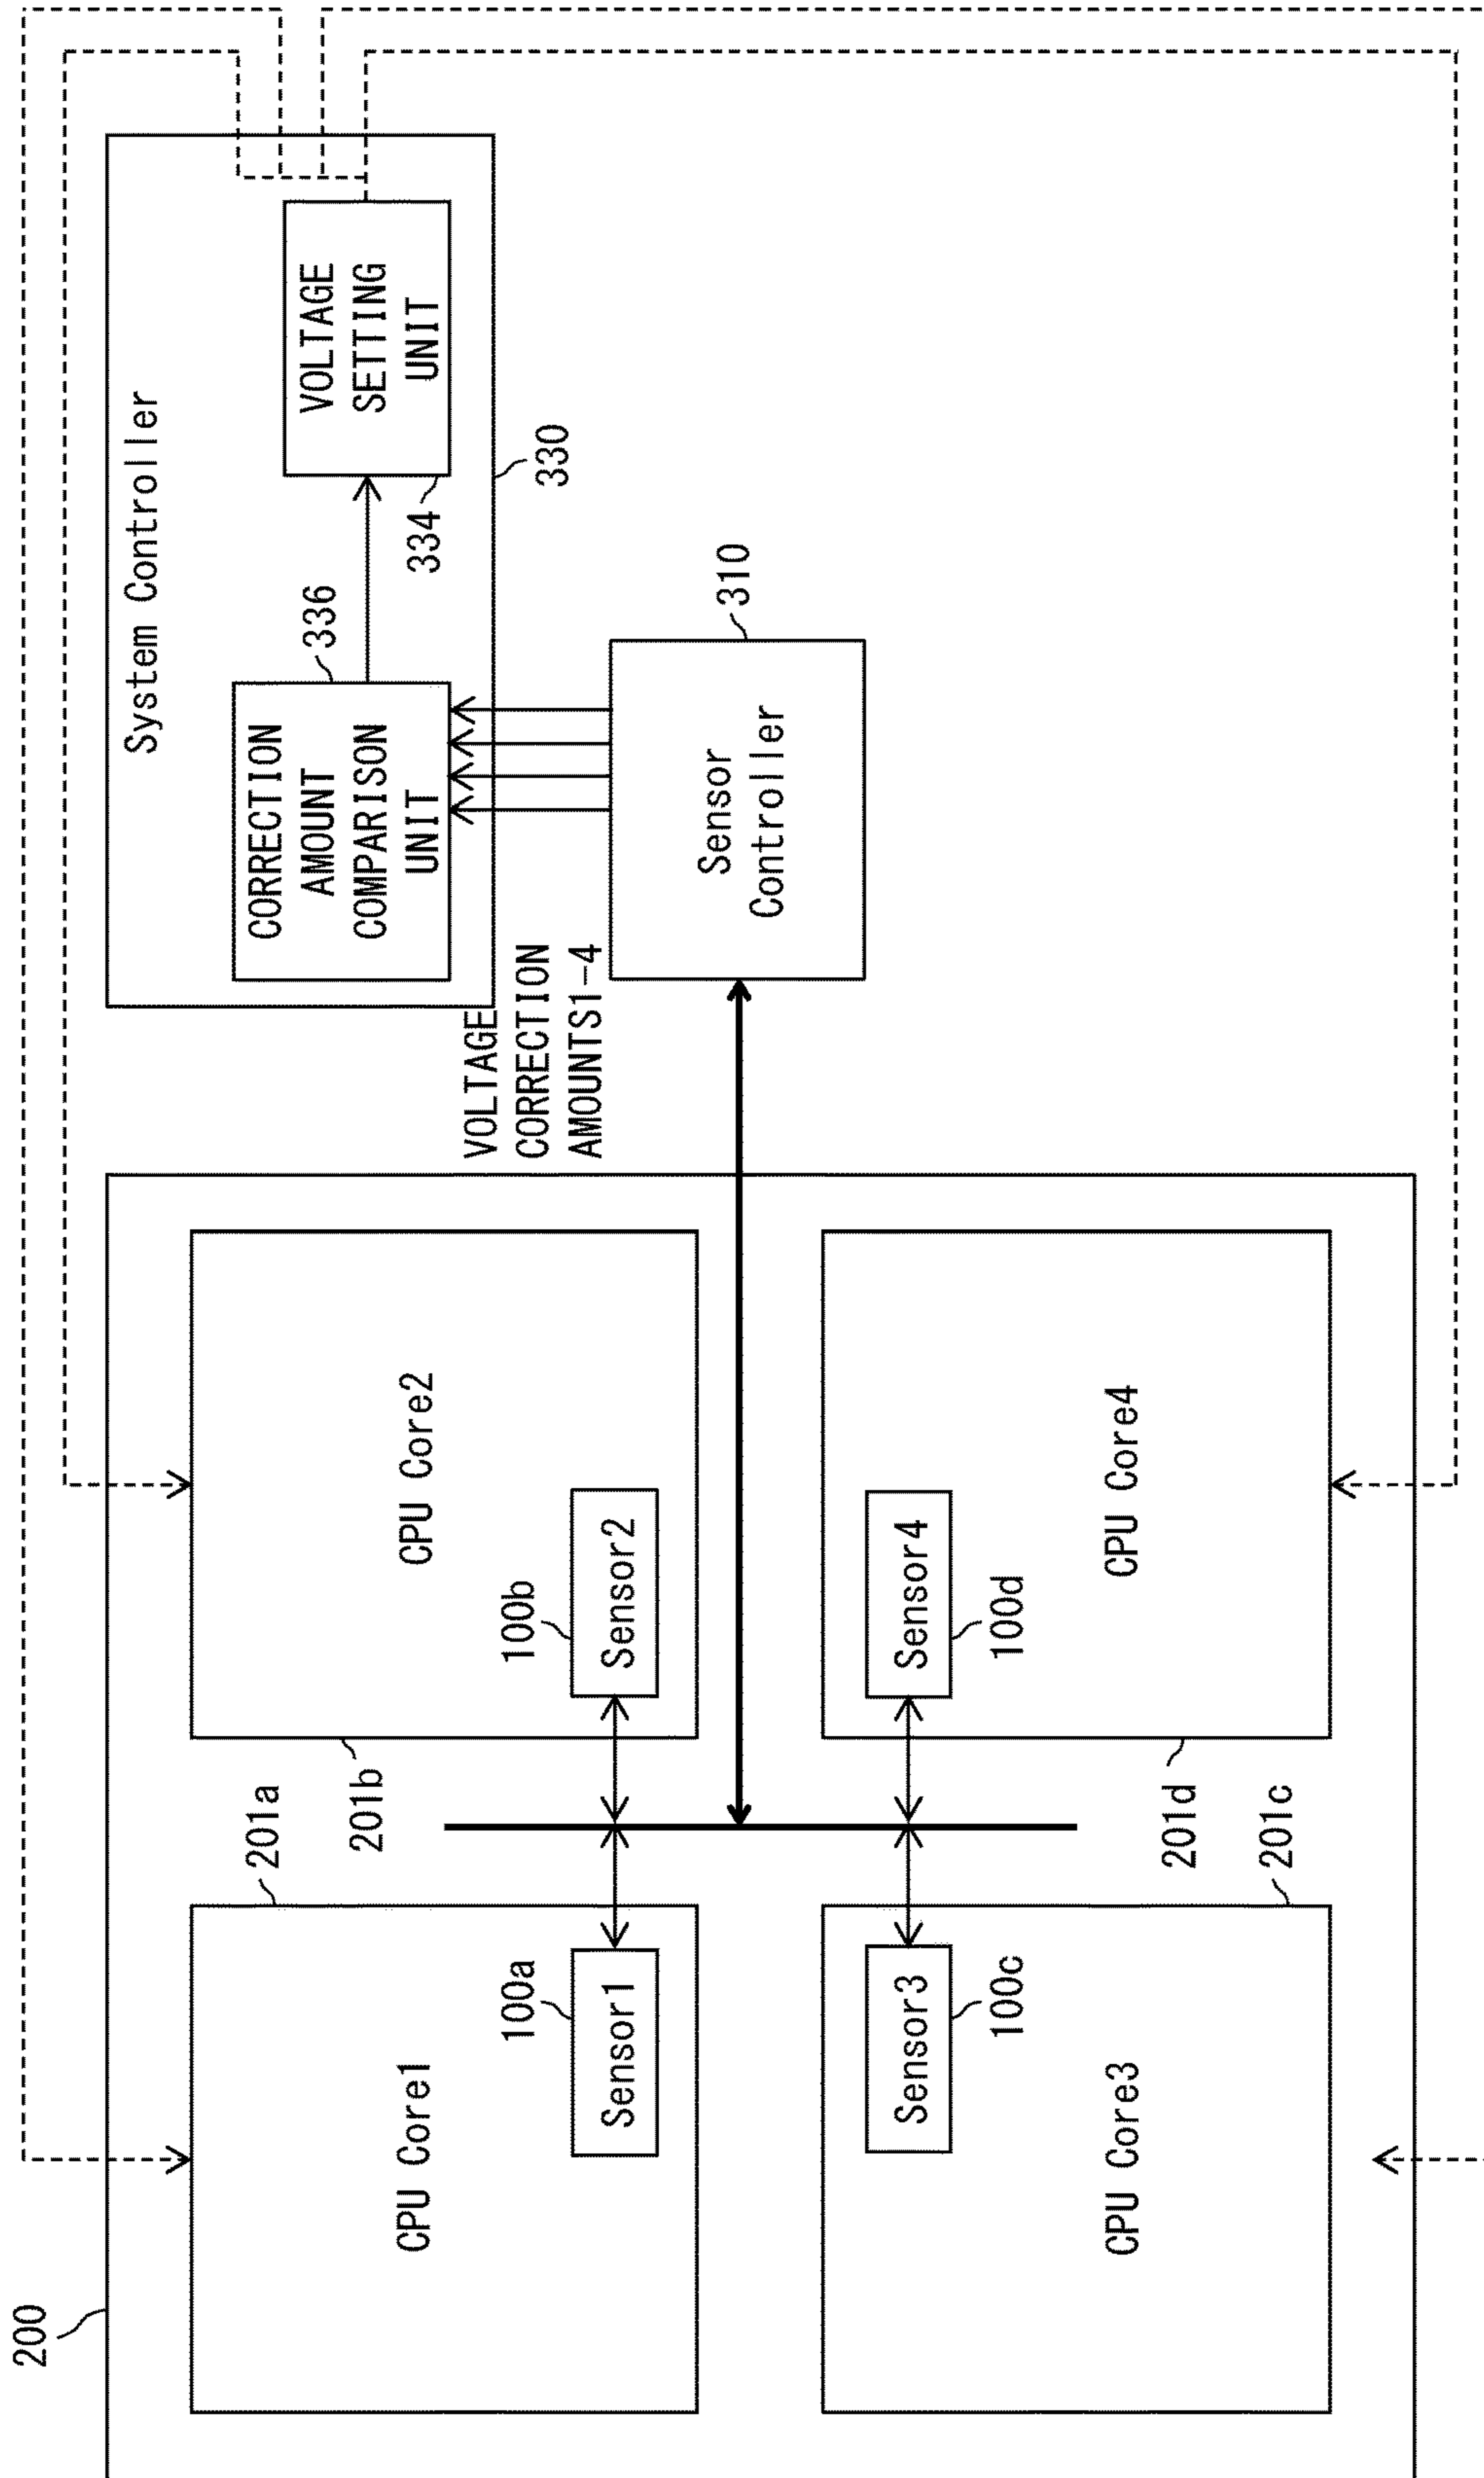 200
201a
CPU Core1
100a
Sensor1
201b
CPU Core2
100b
Sensor2
CPU Core3
100c
Sensor3
201c
CPU Core4
Sensor4
100d
201d
System Controller
336
CORRECTION
AMOUNT
COMPARISON
UNIT
VOLTAGE
SETTING
UNIT
334
330
VOLTAGE
CORRECTION
AMOUNTS1-4
310
Sensor
Controller